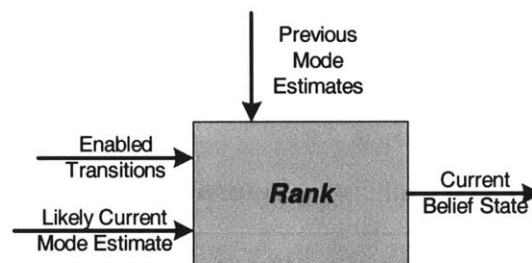 Previous
Mode
Estimates
Enabled
Transitions
Rank
Current
Belief State
Likely Current
Mode Estimate